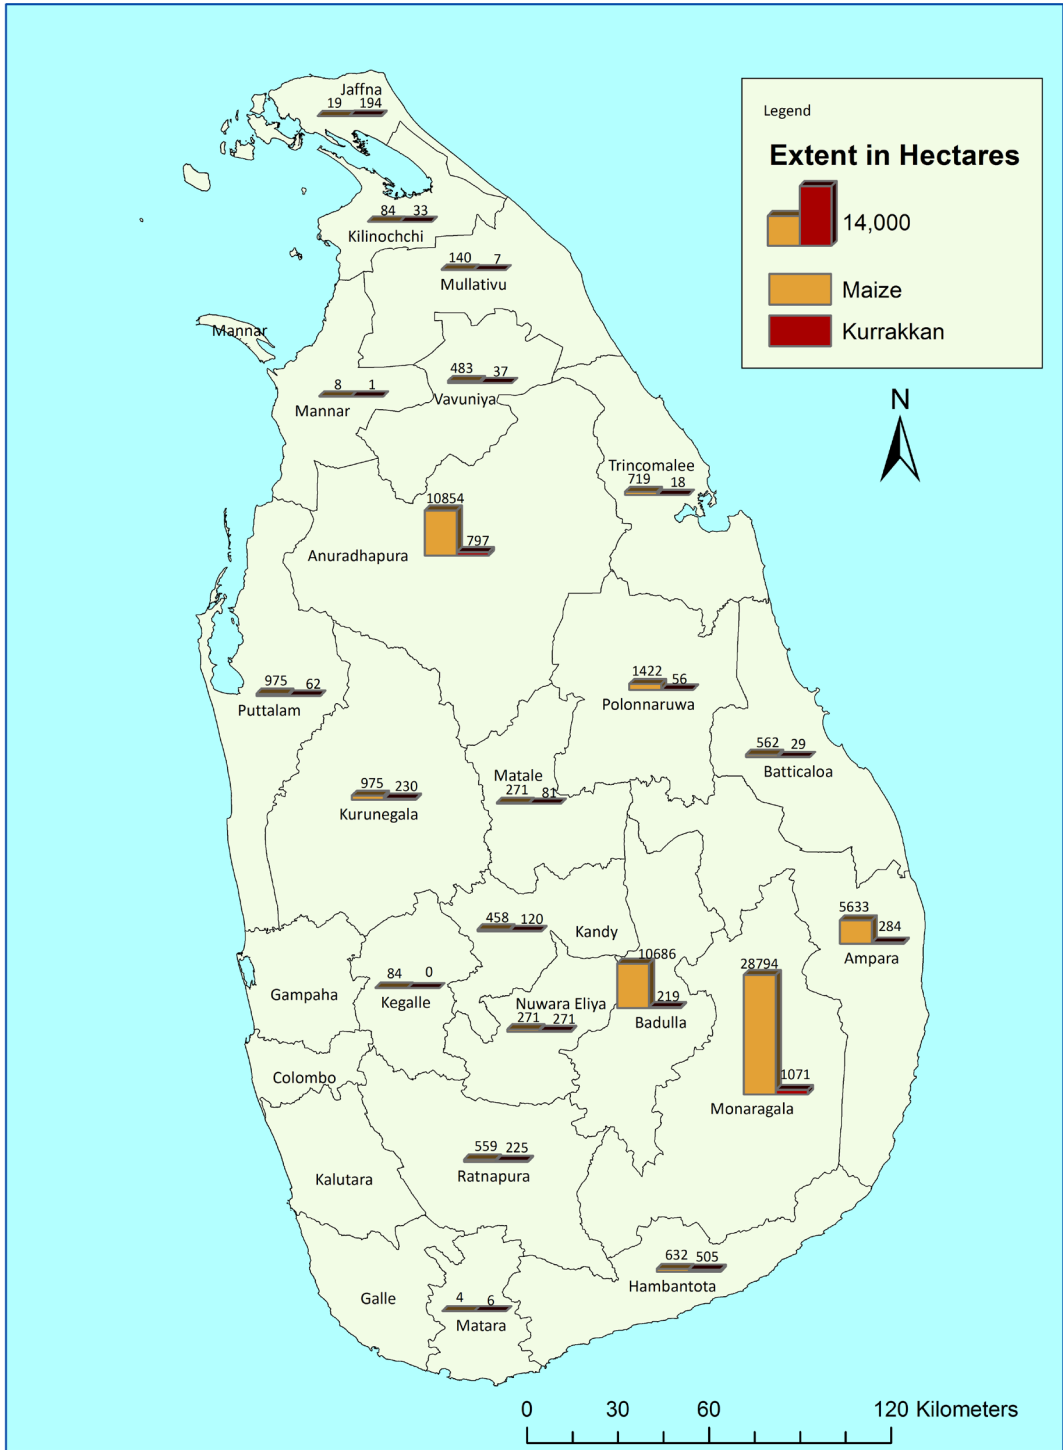 Jaffna
19 194
Legend
Extent in Hectares
14,000
Maize
Kurrakkan
84 33
Kilinochchi
140 7
Mullativu
Mannar
483 37
Vavuniya
8 1
Mannar
N
Trincomalee
719 18
10854
797
Anuradhapura
975 62
Puttalam
1422 56
Polonnaruwa
562 29
Batticaloa
975 230
Kurunegala
Matale
271 81
5633
284
Ampara
458 120
Kandy
10686
219
Badulla
28794
1071
Monaragala
84 0
Kegalle
Gampaha
Nuwara Eliya
271 271
Colombo
559 225
Ratnapura
Kalutara
632 505
Hambantota
Galle
4 6
Matara
0 30 60 120 Kilometers